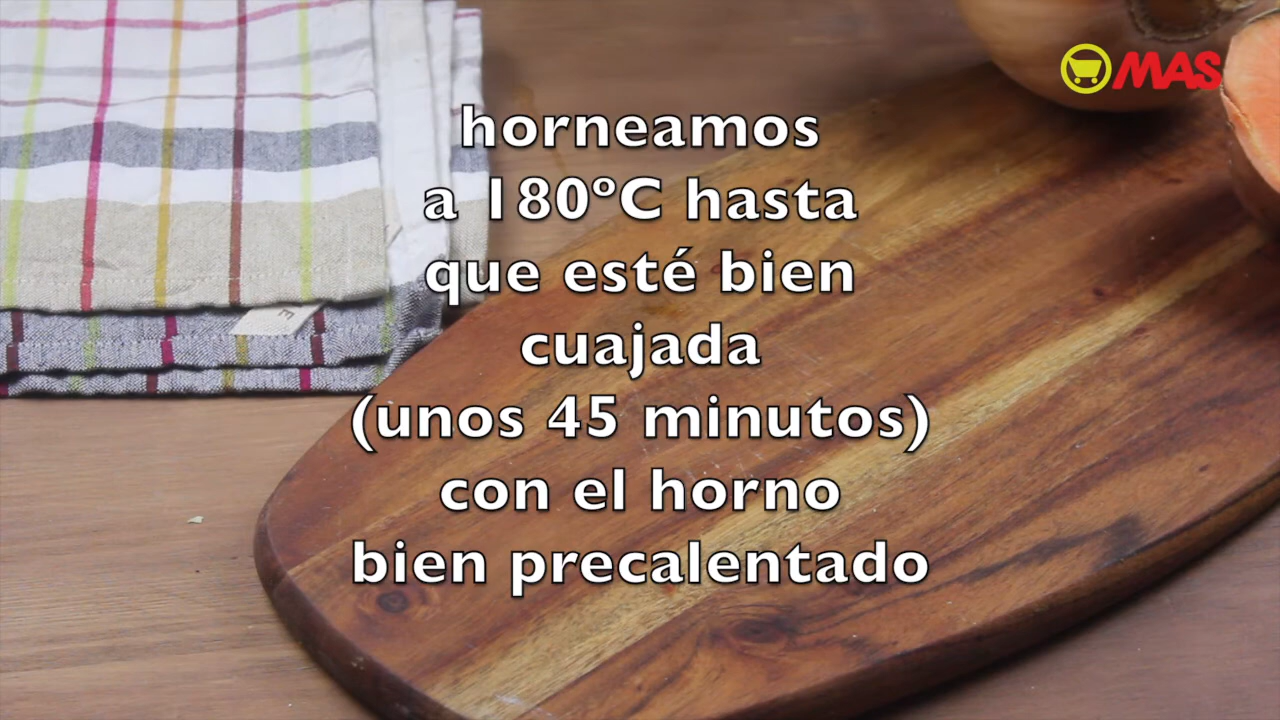 MAS
horneamos
a 180ºC hasta
que esté bien
cuajada
(unos 45 minutos)
con el horno
bien precalentado